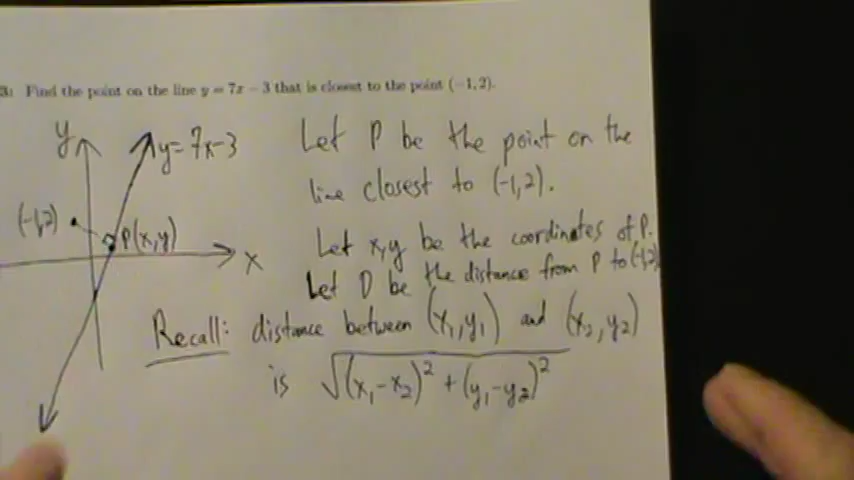 3: Find the point on the line y = 7x − 3 that is closest to the point (−1, 2).
y
y=7x-3
(-1,2)
P(x,y)
x
Let P be the point on the
line closest to (-1,2).
Let x,y be the coordinates of P.
Let D be the distance from P to (-1,2)
Recall: distance between (x₁,y₁) and (x₂,y₂)
is √(x₁-x₂)² + (y₁-y₂)²